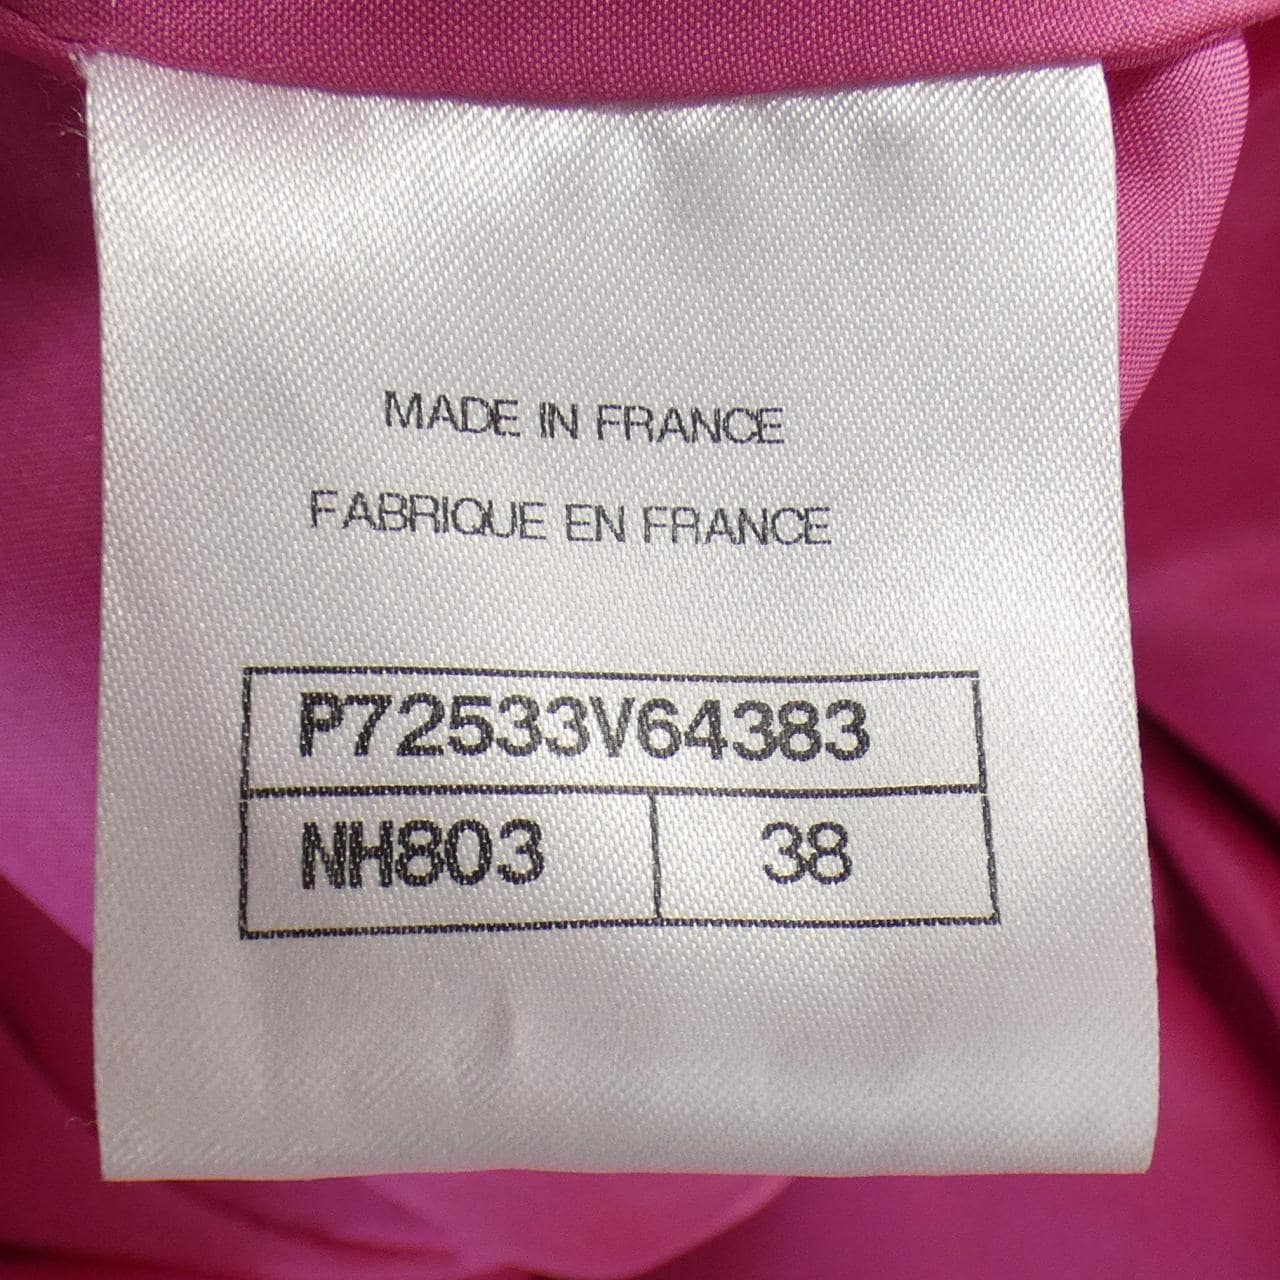 MADE IN FRANCE
FABRIQUE EN FRANCE
P72533V64383
NH803 38